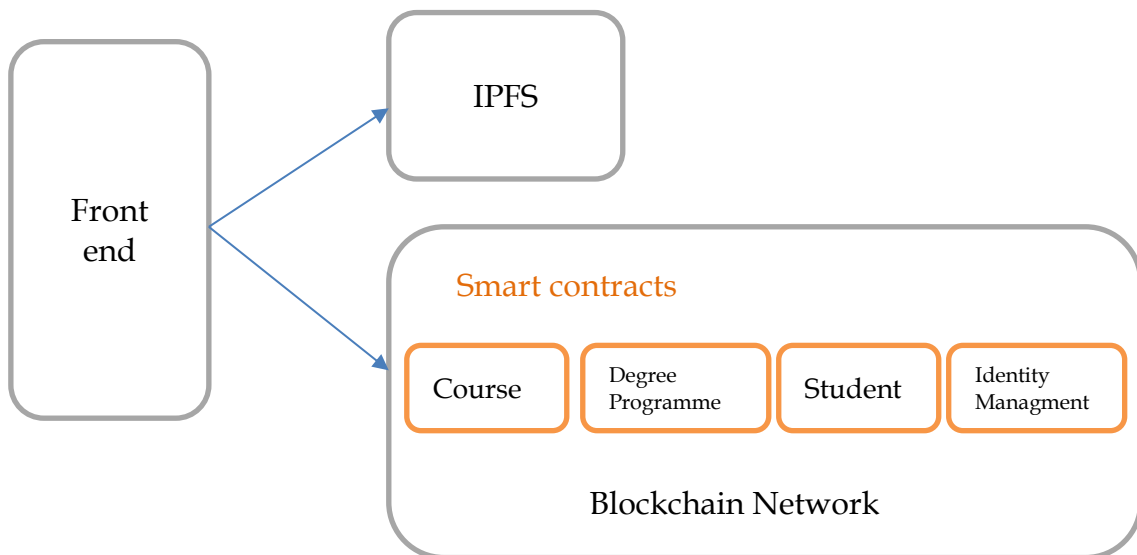 IPFS
Front
end
Smart contracts
Course
Degree
Programme
Student
Identity
Managment
Blockchain Network